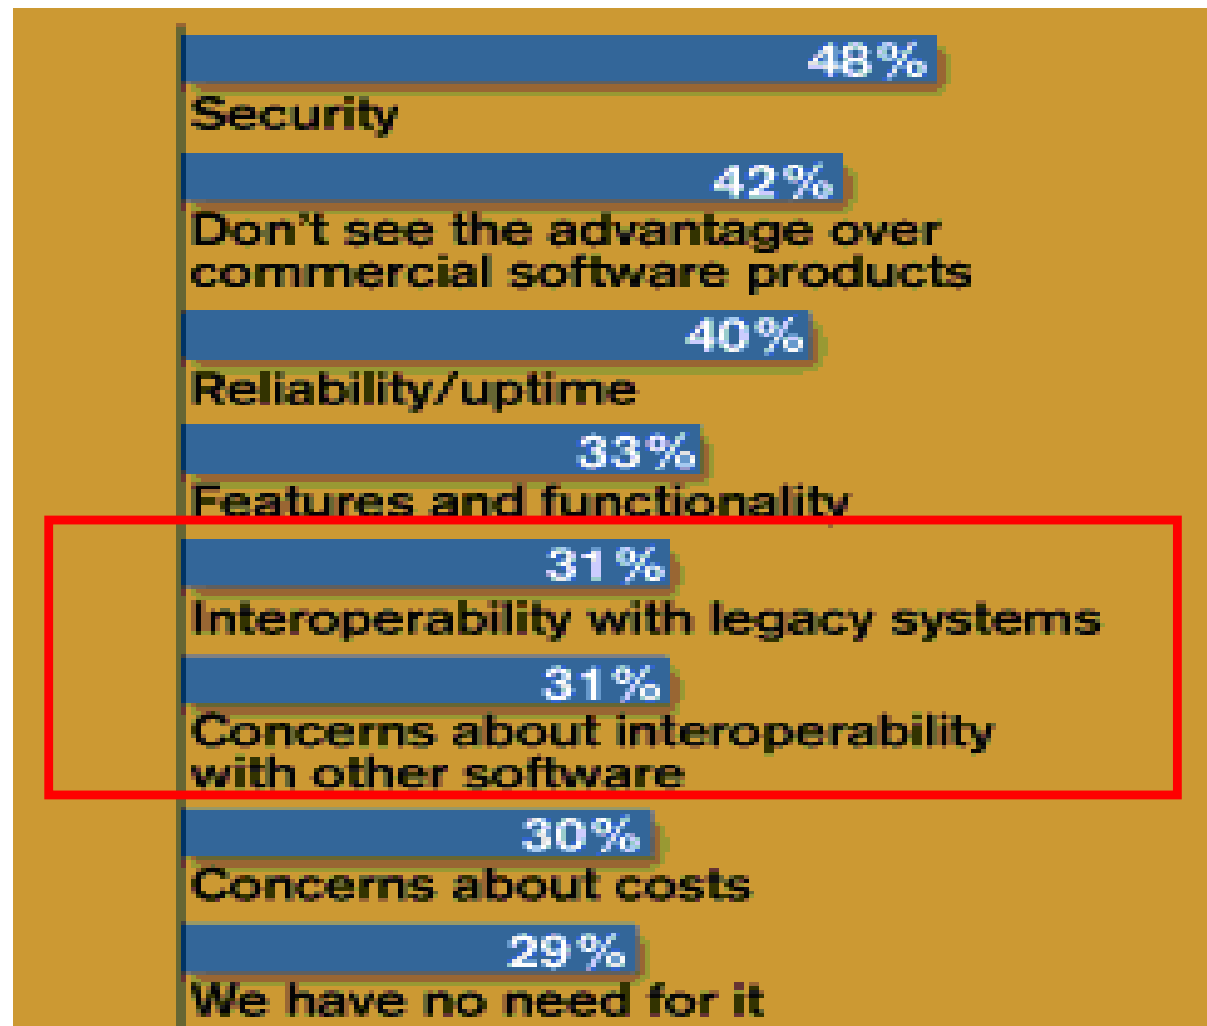 48%
Security
42%
Don't see the advantage over
commercial software products
40%
Reliability/uptime
33%
Features and functionality
31%
Interoperability with legacy systems
31%
Concerns about interoperability
with other software
30%
Concerns about costs
29%
We have no need for it